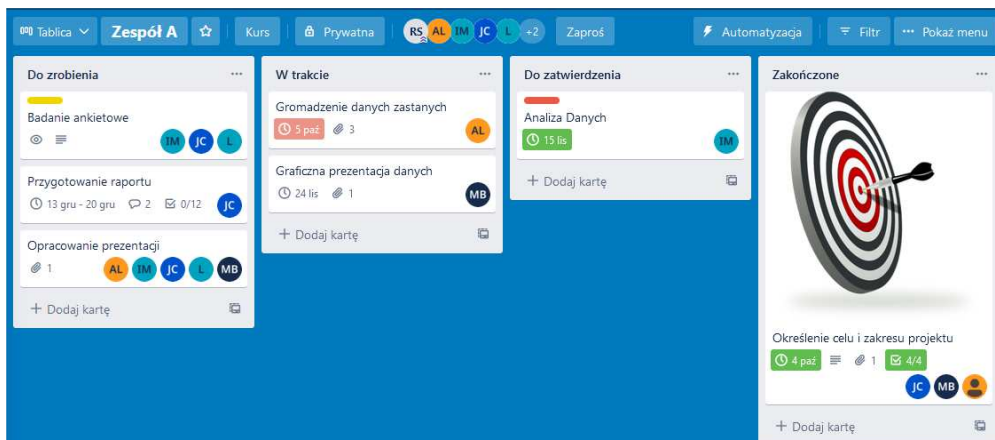 Tablica Zespół A Kurs Prywatna RS AL IM JC L +2 Zaproś Automatyzacja Filtr ··· Pokaż menu
Do zrobienia ···
Badanie ankietowe
IM JC L
Przygotowanie raportu
13 gru - 20 gru 2 0/12 JC
Opracowanie prezentacji
1 AL IM JC L MB
+ Dodaj kartę
W trakcie ···
Gromadzenie danych zastanych
5 paź 3 AL
Graficzna prezentacja danych
24 lis 1 MB
+ Dodaj kartę
Do zatwierdzenia ···
Analiza Danych
15 lis IM
+ Dodaj kartę
Zakończone ···
Określenie celu i zakresu projektu
4 paź 1 4/4
JC MB
+ Dodaj kartę